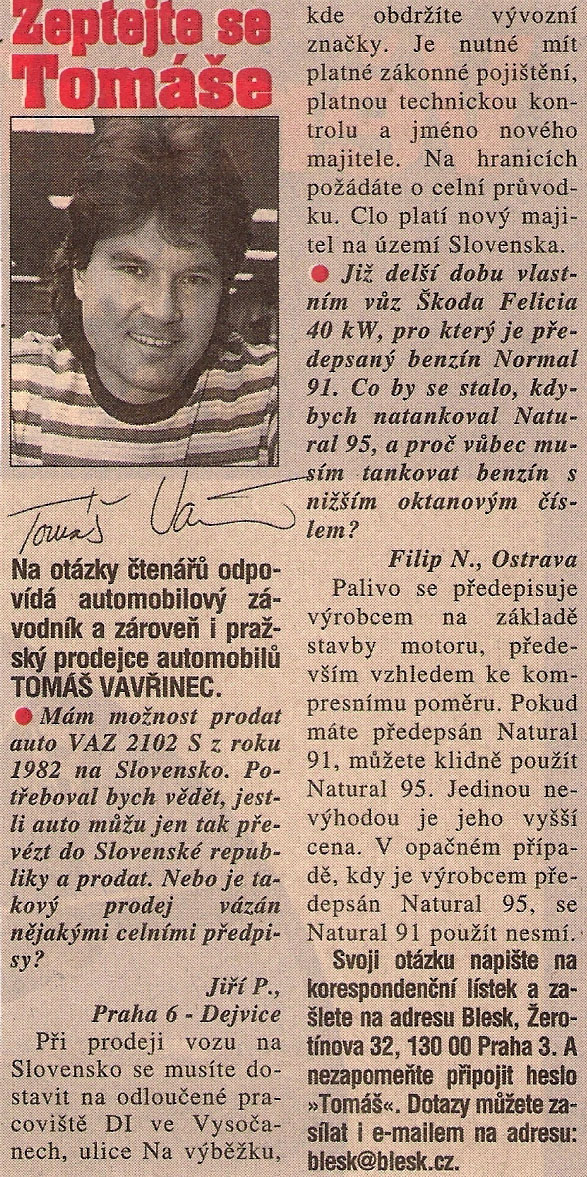 Zeptejte se
Tomáše
Tomáš Va
Na otázky čtenářů odpo-
vídá automobilový zá-
vodník a zároveň i praž-
ský prodejce automobilů
TOMÁŠ VAVŘINEC.
● Mám možnost prodat
auto VAZ 2102 S z roku
1982 na Slovensko. Po-
třeboval bych vědět, jest-
li auto můžu jen tak pře-
vézt do Slovenské repub-
liky a prodat. Nebo je ta-
kový prodej vázán
nějakými celními předpi-
sy?
Jiří P.,
Praha 6 - Dejvice
Při prodeji vozu na
Slovensko se musíte do-
stavit na odloučené pra-
coviště DI ve Vysoča-
nech, ulice Na výběžku,
kde obdržíte vývozní
značky. Je nutné mít
platné zákonné pojištění,
platnou technickou kon-
trolu a jméno nového
majitele. Na hranicích
požádáte o celní průvod-
ku. Clo platí nový maji-
tel na území Slovenska.
● Již delší dobu vlast-
ním vůz Škoda Felicia
40 kW, pro který je pře-
depsaný benzín Normal
91. Co by se stalo, kdy-
bych natankoval Natu-
ral 95, a proč vůbec mu-
sím tankovat benzín s
nižším oktanovým čís-
lem?
Filip N., Ostrava
Palivo se předepisuje
výrobcem na základě
stavby motoru, přede-
vším vzhledem ke kom-
presnímu poměru. Pokud
máte předepsán Natural
91, můžete klidně použít
Natural 95. Jedinou ne-
výhodou je jeho vyšší
cena. V opačném přípa-
dě, kdy je výrobcem pře-
depsán Natural 95, se
Natural 91 použít nesmí.
Svoji otázku napište na
korespondenční lístek a za-
šlete na adresu Blesk, Žero-
tínova 32, 130 00 Praha 3. A
nezapomeňte připojit heslo
»Tomáš«. Dotazy můžete za-
sílat i e-mailem na adresu:
blesk@blesk.cz.